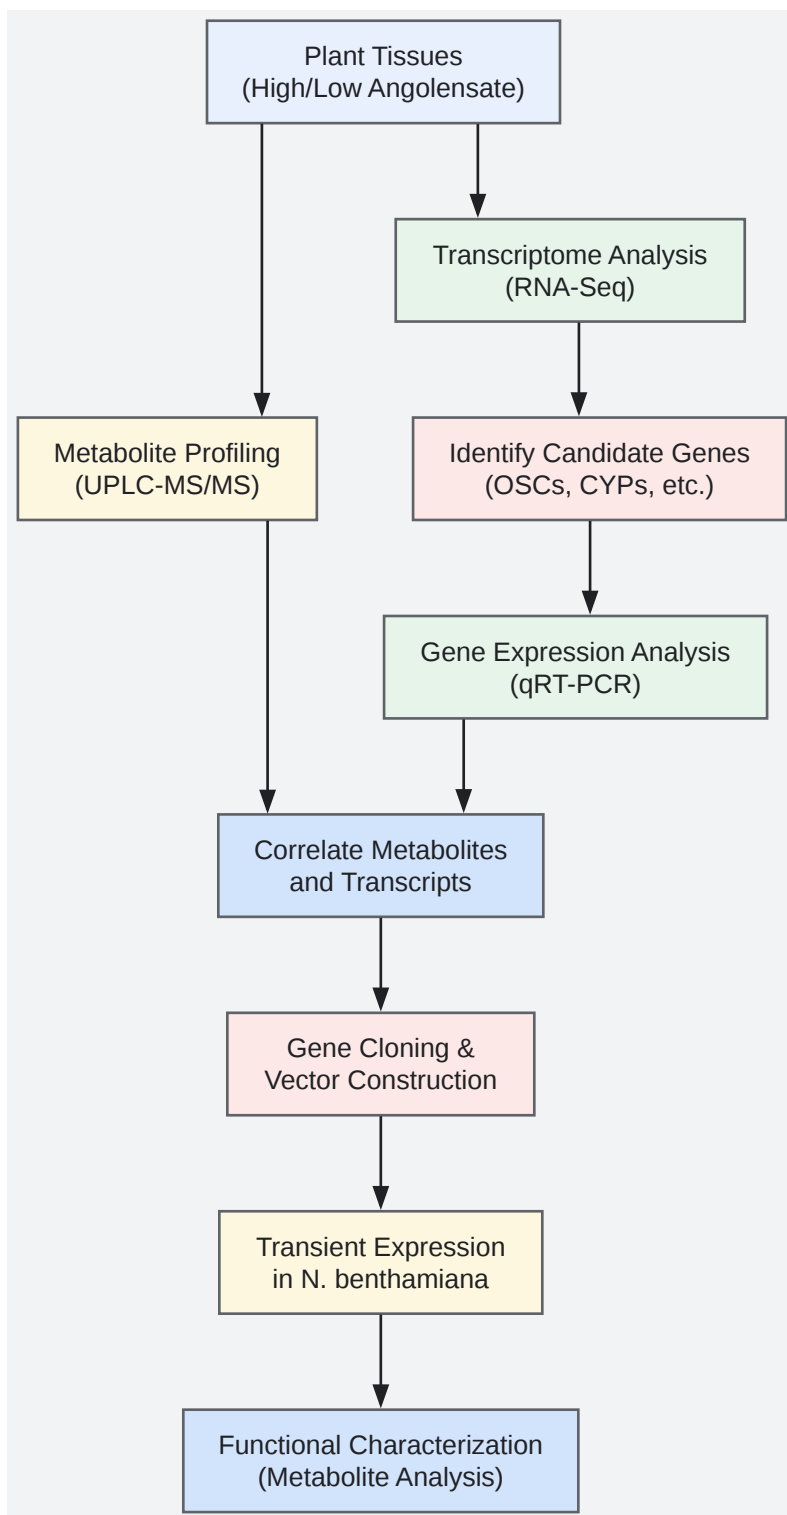 Plant Tissues
(High/Low Angolensate)
Transcriptome Analysis
(RNA-Seq)
Metabolite Profiling
(UPLC-MS/MS)
Identify Candidate Genes
(OSCs, CYPs, etc.)
Gene Expression Analysis
(qRT-PCR)
Correlate Metabolites
and Transcripts
Gene Cloning &
Vector Construction
Transient Expression
in N. benthamiana
Functional Characterization
(Metabolite Analysis)